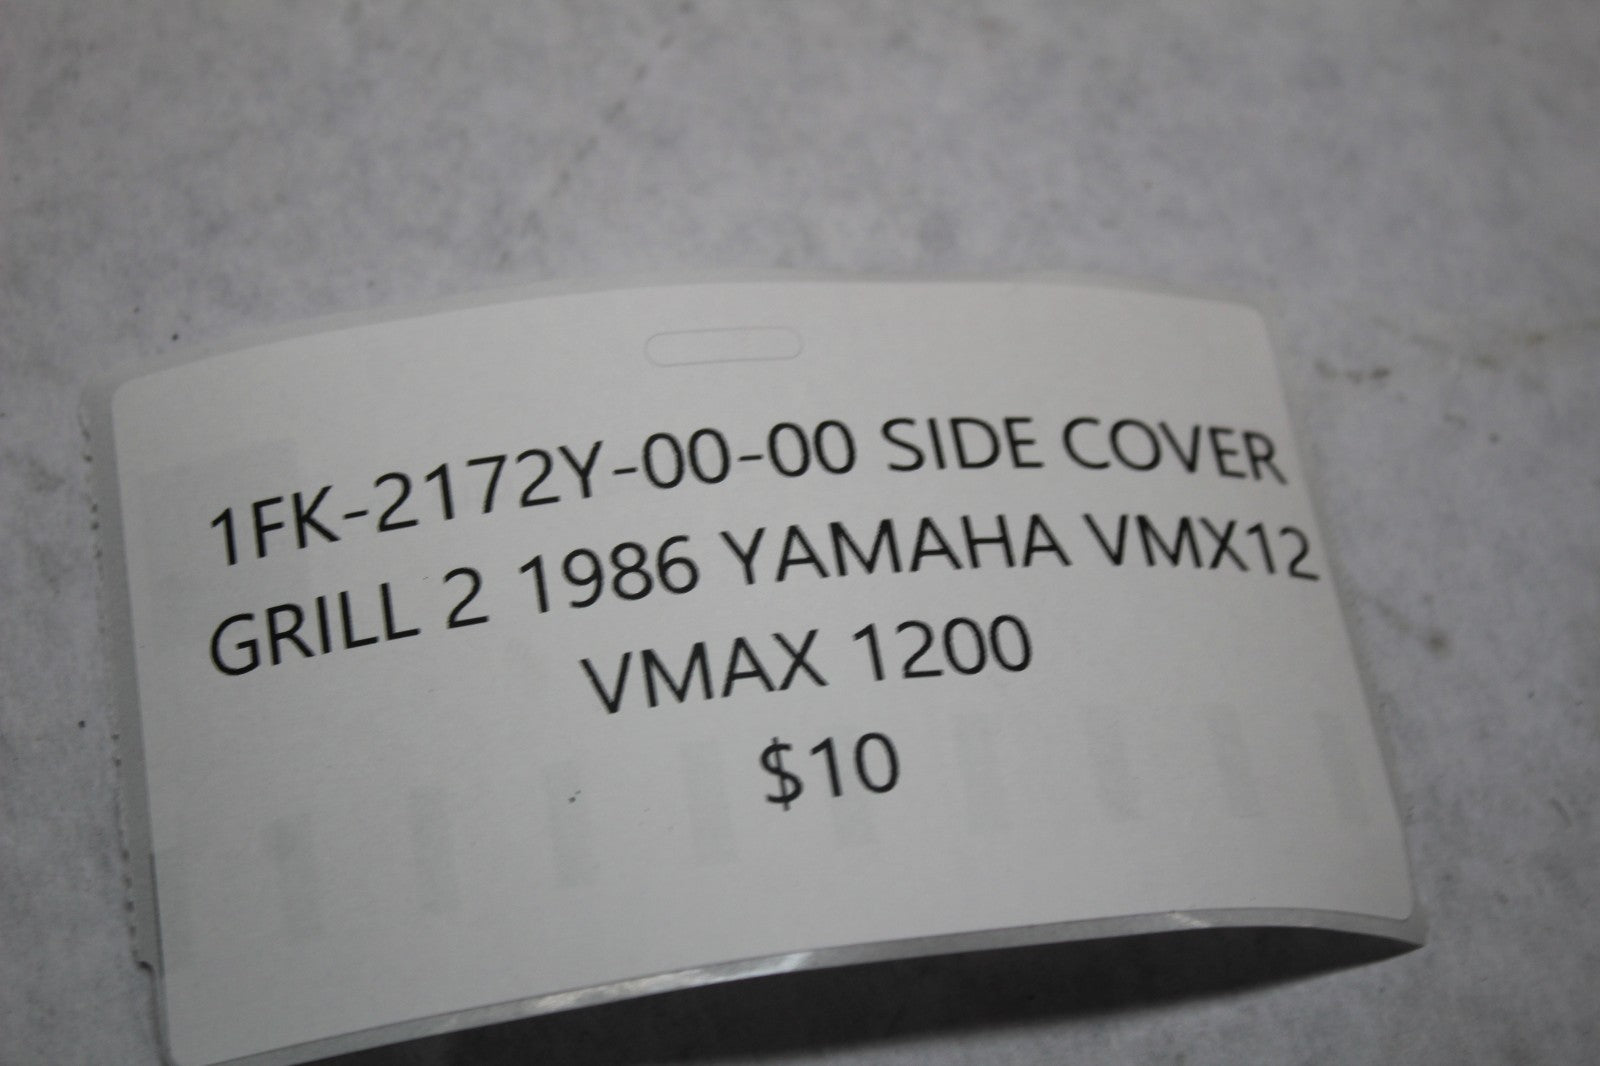 1FK-2172Y-00-00 SIDE COVER
GRILL 2 1986 YAMAHA VMX12
VMAX 1200
$10